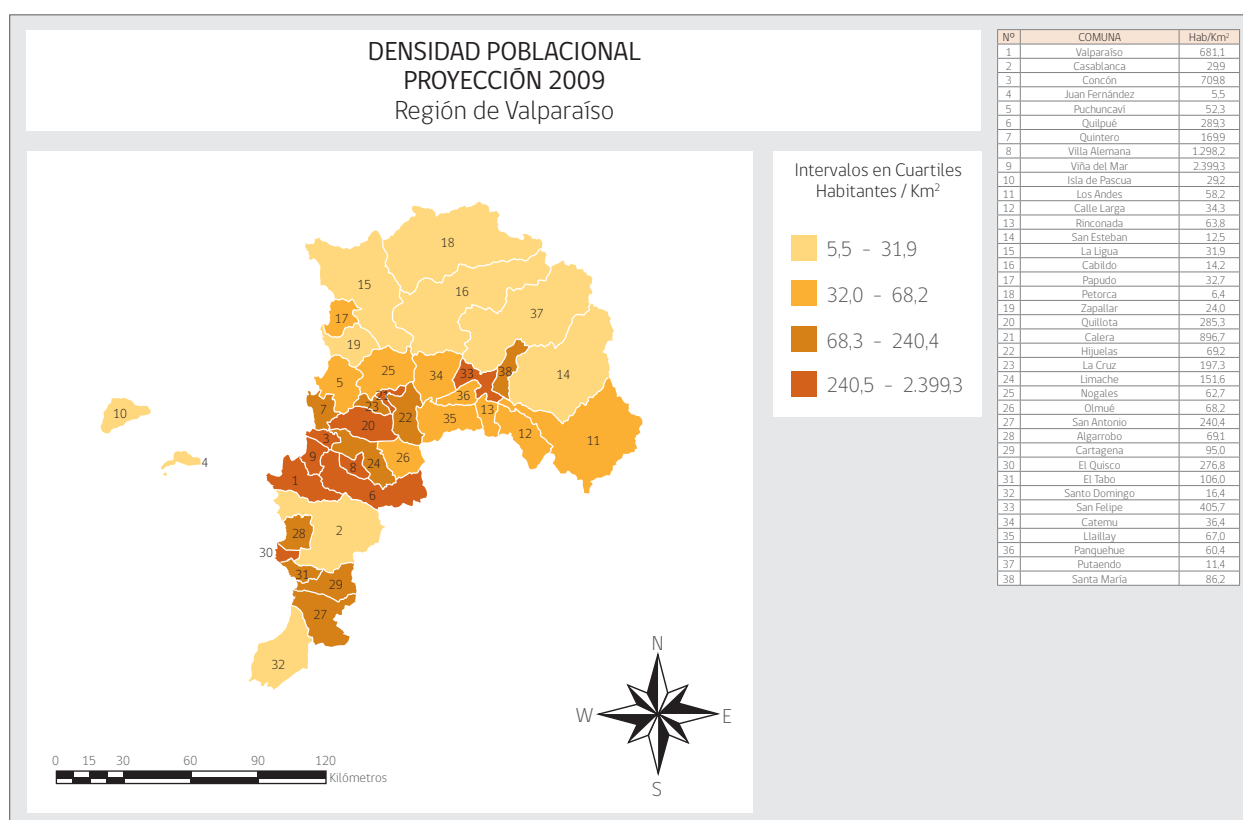 DENSIDAD POBLACIONAL
PROYECCIÓN 2009
Región de Valparaíso
Intervalos en Cuartiles
Habitantes / Km²
5,5 - 31,9
32,0 - 68,2
68,3 - 240,4
240,5 - 2.399,3
Nº COMUNA Hab/Km²
1 Valparaíso 681,1
2 Casablanca 29,9
3 Concón 709,8
4 Juan Fernández 5,5
5 Puchuncaví 52,3
6 Quilpué 289,3
7 Quintero 169,9
8 Villa Alemana 1.298,2
9 Viña del Mar 2.399,3
10 Isla de Pascua 29,2
11 Los Andes 58,2
12 Calle Larga 34,3
13 Rinconada 63,8
14 San Esteban 12,5
15 La Ligua 31,9
16 Cabildo 14,2
17 Papudo 32,7
18 Petorca 6,4
19 Zapallar 24,0
20 Quillota 285,3
21 Calera 896,7
22 Hijuelas 69,2
23 La Cruz 197,3
24 Limache 151,6
25 Nogales 62,7
26 Olmué 68,2
27 San Antonio 240,4
28 Algarrobo 69,1
29 Cartagena 95,0
30 El Quisco 276,8
31 El Tabo 106,0
32 Santo Domingo 16,4
33 San Felipe 405,7
34 Catemu 36,4
35 Llaillay 67,0
36 Panquehue 60,4
37 Putaendo 11,4
38 Santa María 86,2
18
15
16
37
17
19
25
34
33
38
14
5
36
7
23
22
13
10
20
35
12
11
3
9
8
24
26
4
1
6
28
2
30
31
29
27
32
N
W E
S
0 15 30 60 90 120
Kilómetros